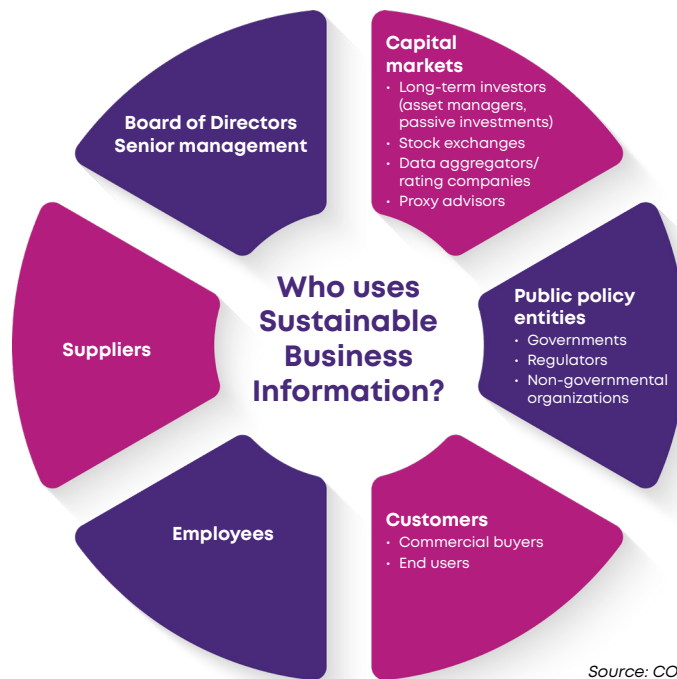 Who uses
Sustainable
Business
Information?
Capital
markets
• Long-term investors
(asset managers,
passive investments)
• Stock exchanges
• Data aggregators/
rating companies
• Proxy advisors
Public policy
entities
• Governments
• Regulators
• Non-governmental
organizations
Customers
• Commercial buyers
• End users
Employees
Suppliers
Board of Directors
Senior management
Source: CO